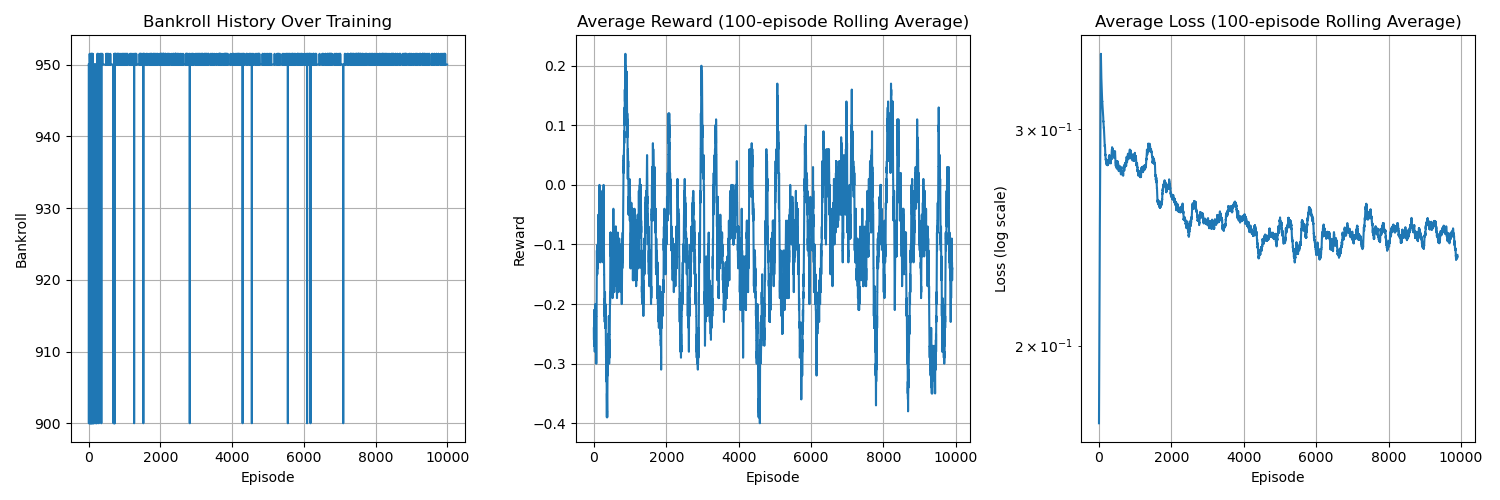 Bankroll History Over Training
Bankroll
950
940
930
920
910
900
0 2000 4000 6000 8000 10000
Episode
Average Reward (100-episode Rolling Average)
Reward
0.2
0.1
0.0
−0.1
−0.2
−0.3
−0.4
0 2000 4000 6000 8000 10000
Episode
Average Loss (100-episode Rolling Average)
Loss (log scale)
3 × 10⁻¹
2 × 10⁻¹
0 2000 4000 6000 8000 10000
Episode